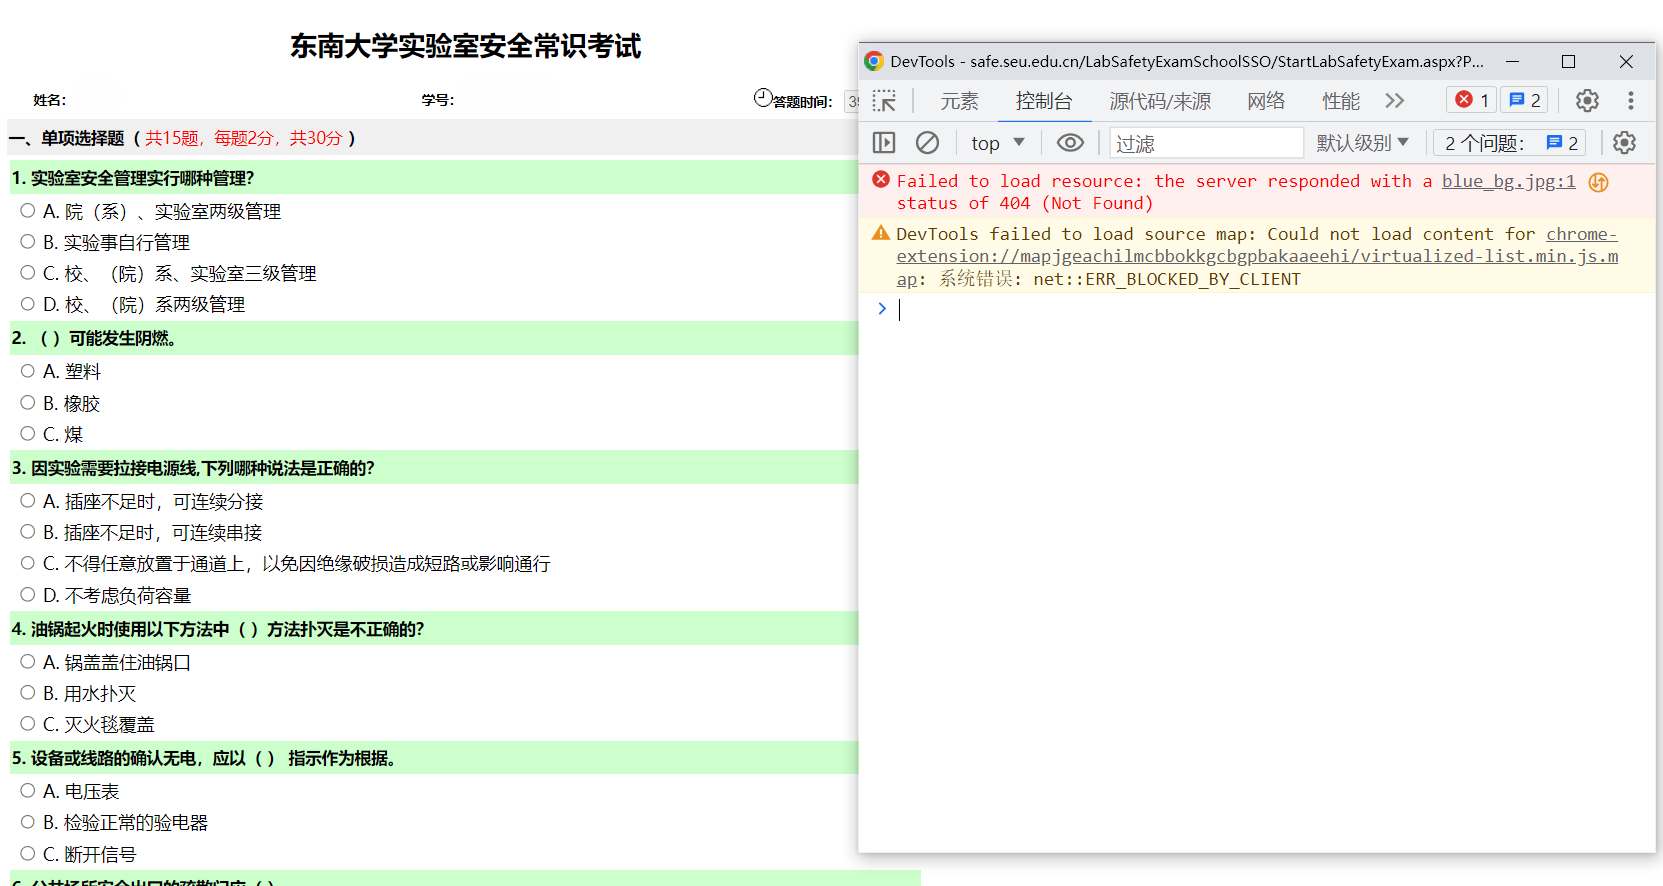 东南大学实验室安全常识考试
姓名：
学号：
答题时间：
一、单项选择题（ 共15题，每题2分，共30分 ）
1. 实验室安全管理实行哪种管理？
A. 院（系）、实验室两级管理
B. 实验事自行管理
C. 校、（院）系、实验室三级管理
D. 校、（院）系两级管理
2. （ ）可能发生阴燃。
A. 塑料
B. 橡胶
C. 煤
3. 因实验需要拉接电源线,下列哪种说法是正确的？
A. 插座不足时，可连续分接
B. 插座不足时，可连续串接
C. 不得任意放置于通道上，以免因绝缘破损造成短路或影响通行
D. 不考虑负荷容量
4. 油锅起火时使用以下方法中（ ）方法扑灭是不正确的？
A. 锅盖盖住油锅口
B. 用水扑灭
C. 灭火毯覆盖
5. 设备或线路的确认无电，应以（ ） 指示作为根据。
A. 电压表
B. 检验正常的验电器
C. 断开信号
DevTools - safe.seu.edu.cn/LabSafetyExamSchoolSSO/StartLabSafetyExam.aspx?P...
元素 控制台 源代码/来源 网络 性能 1 2
top 过滤 默认级别 2 个问题： 2
Failed to load resource: the server responded with a blue_bg.jpg:1
status of 404 (Not Found)
DevTools failed to load source map: Could not load content for chrome-
extension://mapjgeachilmcbbokkgcbgpbakaaeehi/virtualized-list.min.js.m
ap: 系统错误: net::ERR_BLOCKED_BY_CLIENT